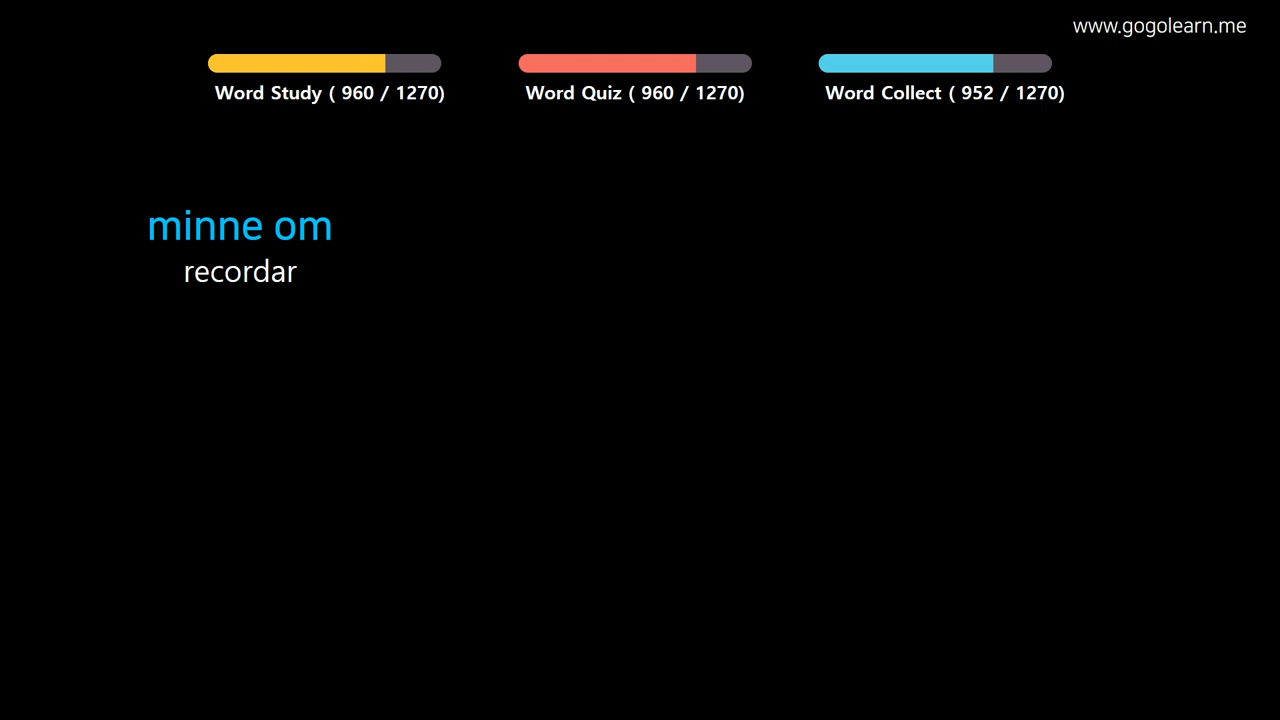 www.gogolearn.me
Word Study ( 960 / 1270)
Word Quiz ( 960 / 1270)
Word Collect ( 952 / 1270)
minne om
recordar